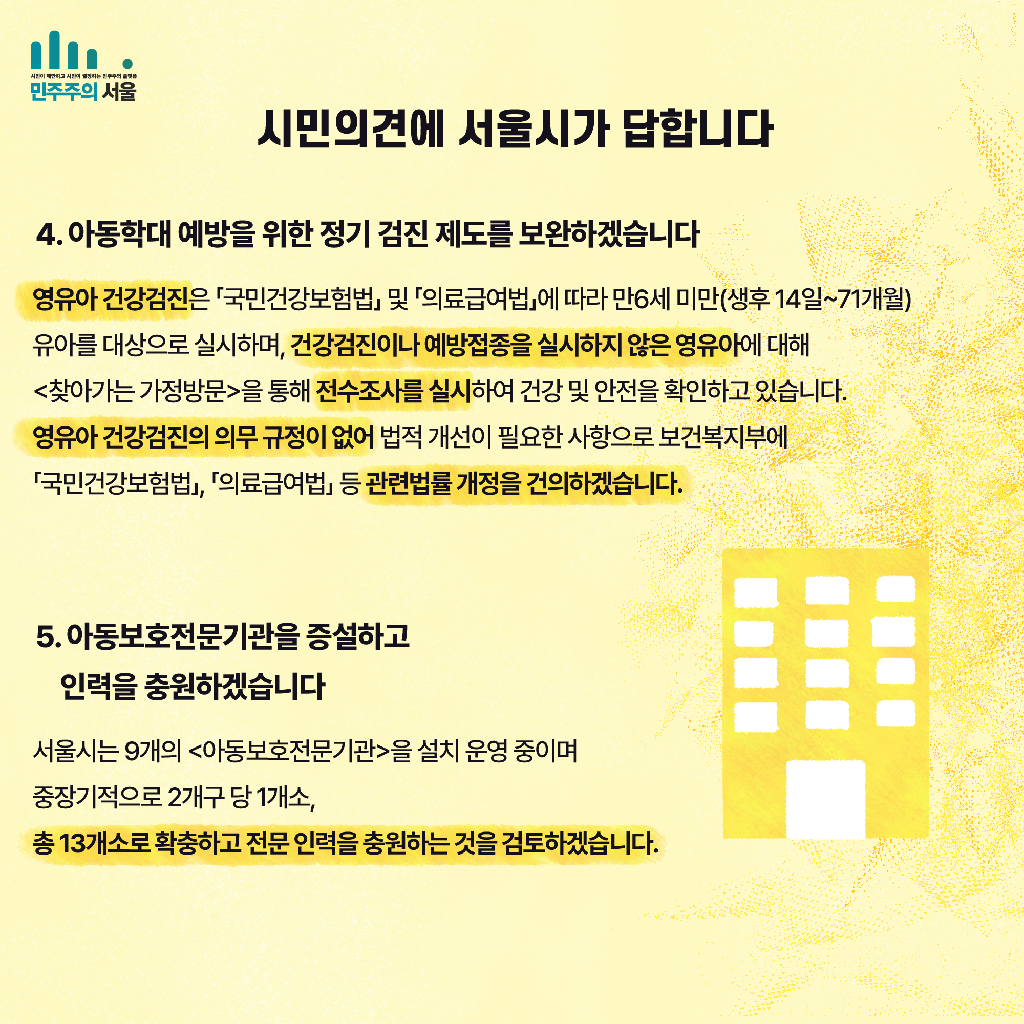 시민이 제안하고 시민이 결정하는 민주주의 플랫폼
민주주의 서울
시민의견에 서울시가 답합니다
4. 아동학대 예방을 위한 정기 검진 제도를 보완하겠습니다
영유아 건강검진은 「국민건강보험법」 및 「의료급여법」에 따라 만6세 미만(생후 14일~71개월)
유아를 대상으로 실시하며, 건강검진이나 예방접종을 실시하지 않은 영유아에 대해
<찾아가는 가정방문>을 통해 전수조사를 실시하여 건강 및 안전을 확인하고 있습니다.
영유아 건강검진의 의무 규정이 없어 법적 개선이 필요한 사항으로 보건복지부에
「국민건강보험법」, 「의료급여법」 등 관련법률 개정을 건의하겠습니다.
5. 아동보호전문기관을 증설하고
인력을 충원하겠습니다
서울시는 9개의 <아동보호전문기관>을 설치 운영 중이며
중장기적으로 2개구 당 1개소,
총 13개소로 확충하고 전문 인력을 충원하는 것을 검토하겠습니다.